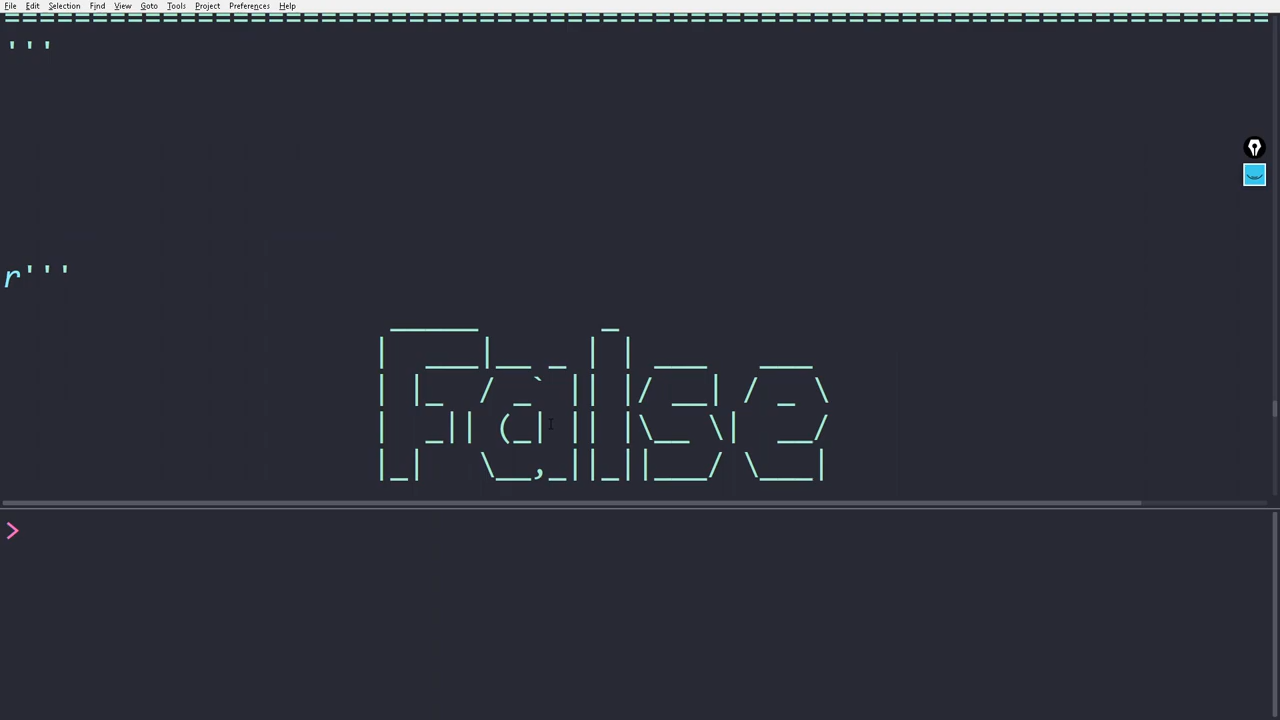 File Edit Selection Find View Goto Tools Project Preferences Help
========================================================================
'''
r'''
False
>